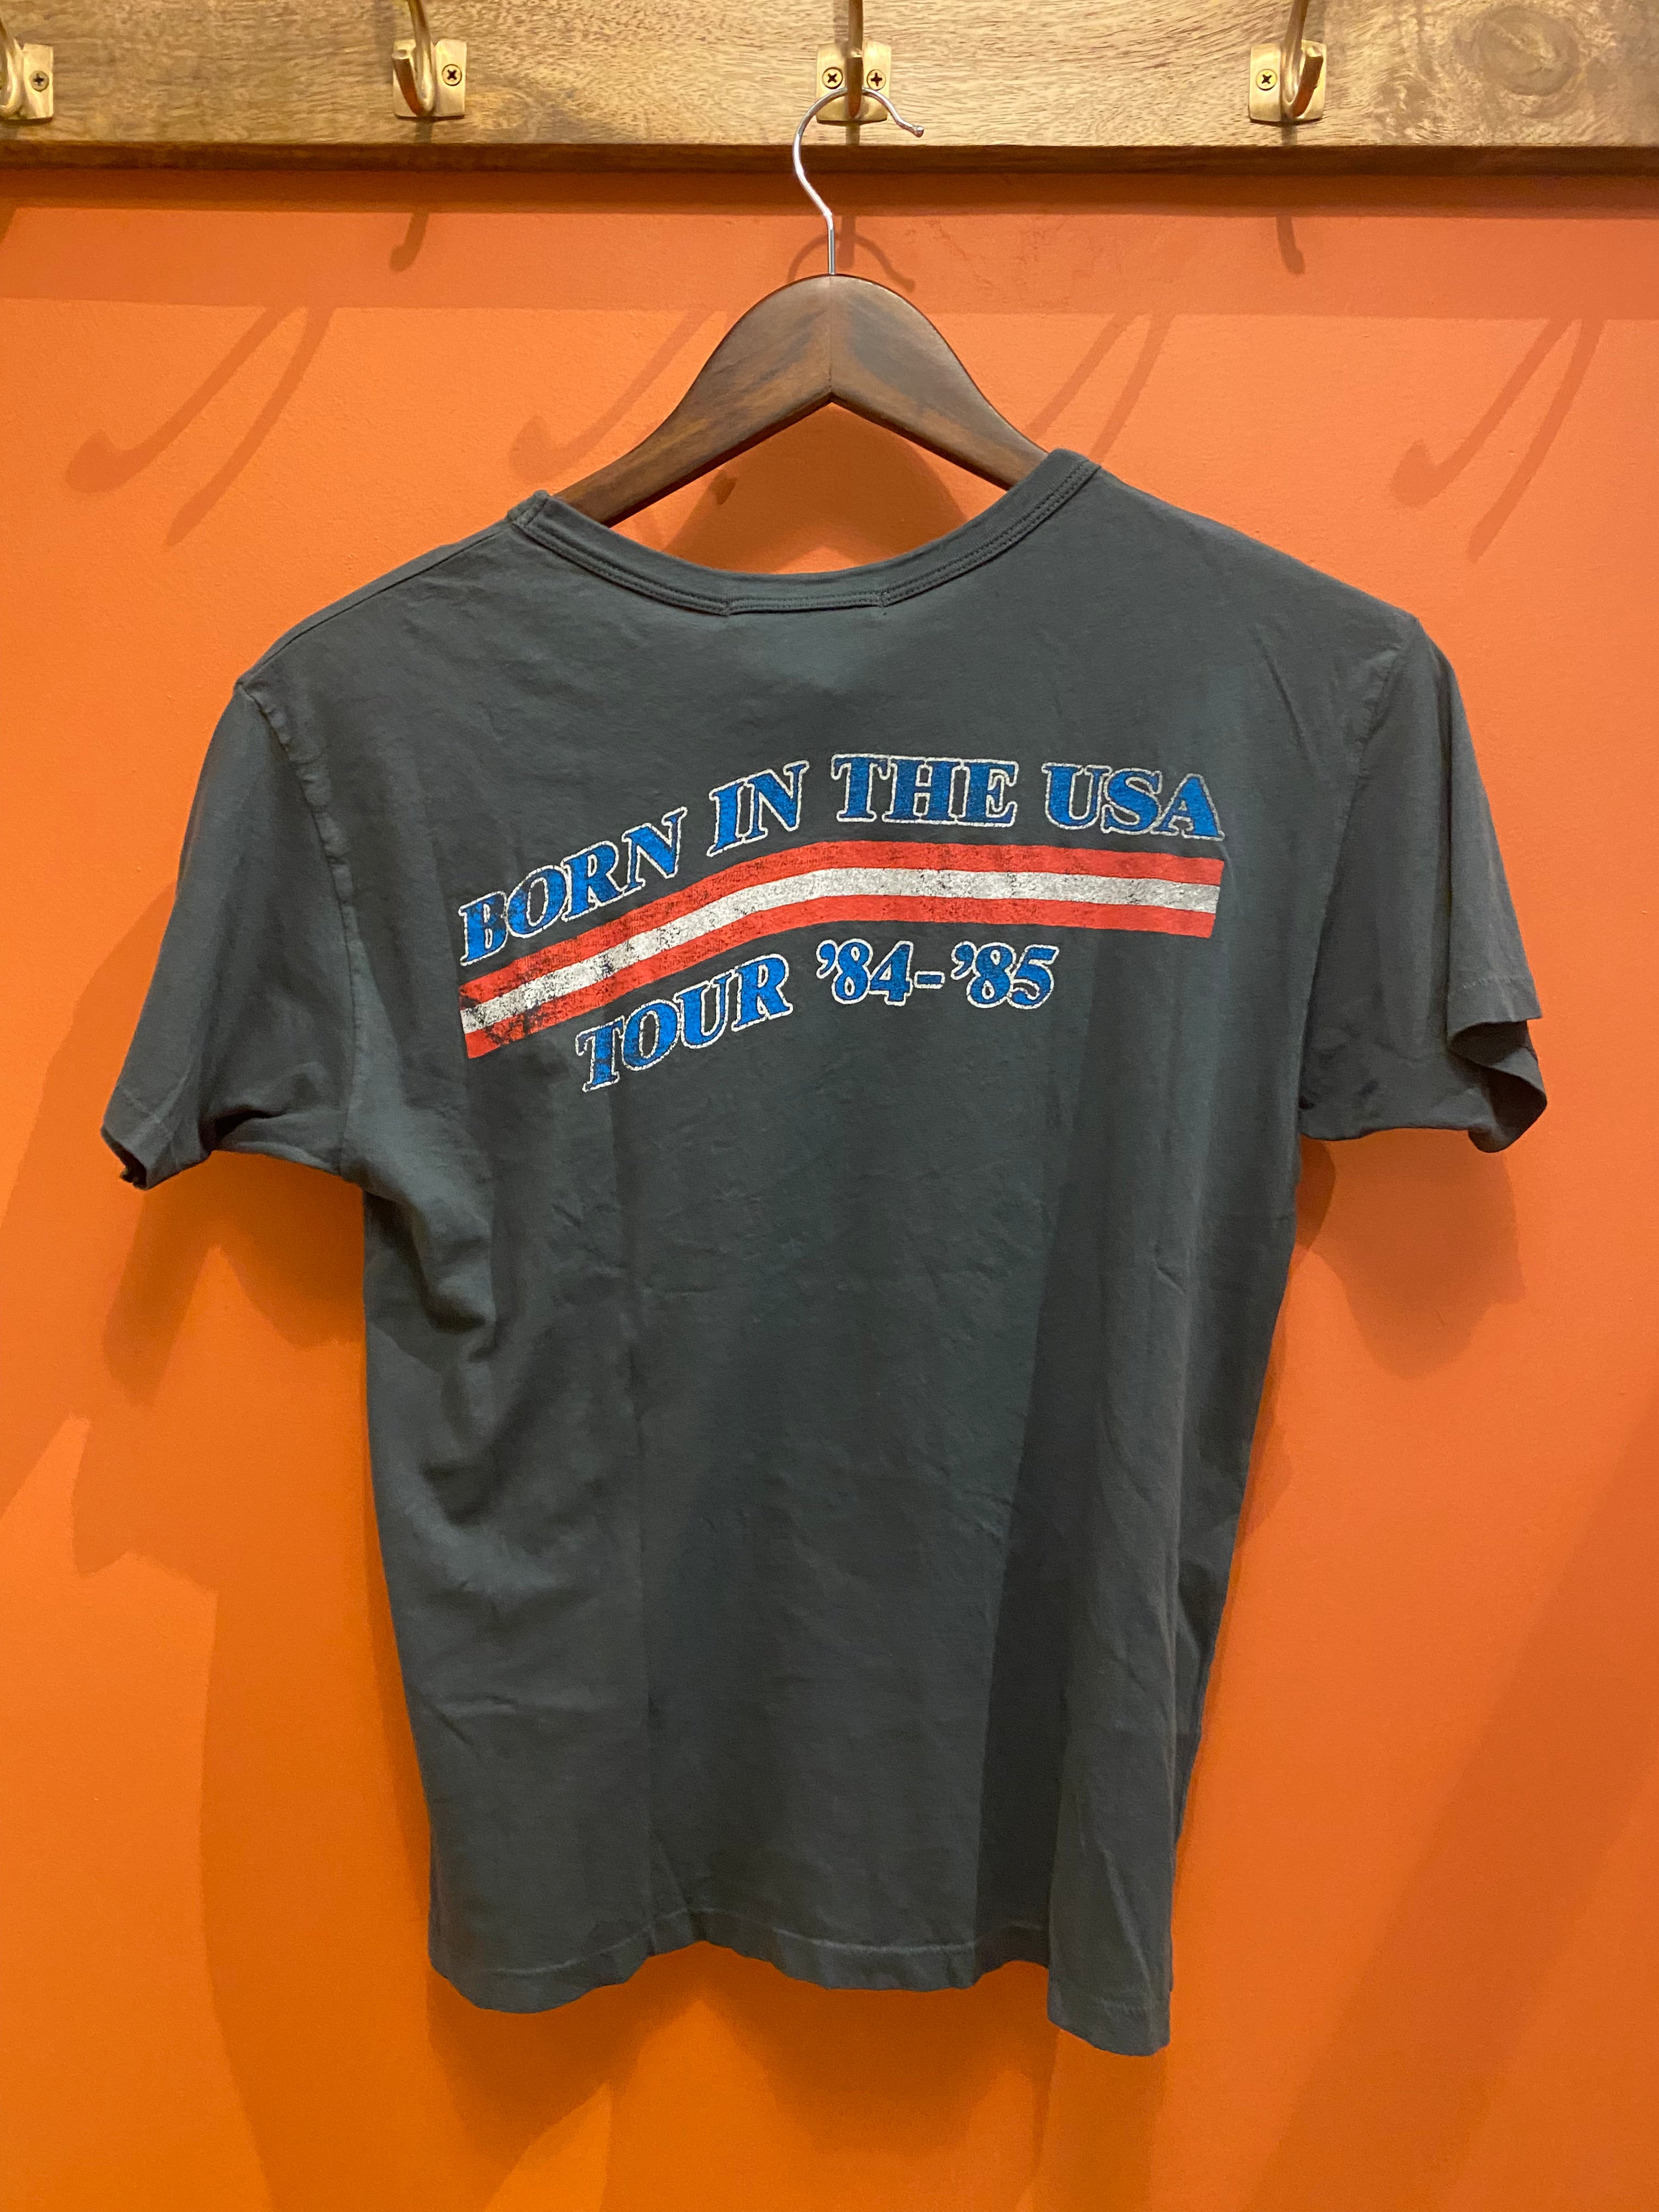 BORN IN THE USA
TOUR ’84-’85